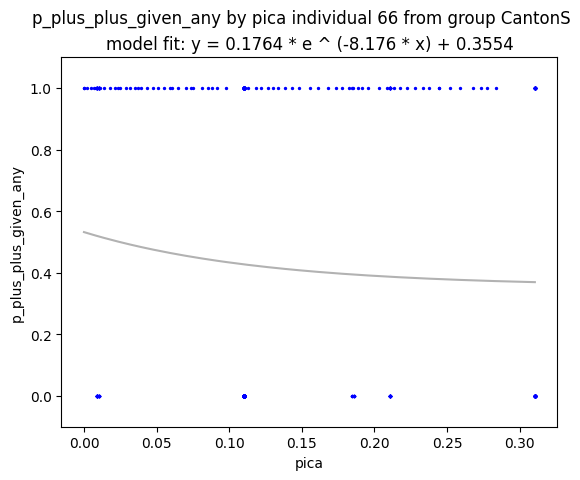 p_plus_plus_given_any by pica individual 66 from group CantonS
model fit: y = 0.1764 * e ^ (-8.176 * x) + 0.3554
1.0
0.8
0.6
0.4
0.2
0.0
p_plus_plus_given_any
0.00 0.05 0.10 0.15 0.20 0.25 0.30
pica